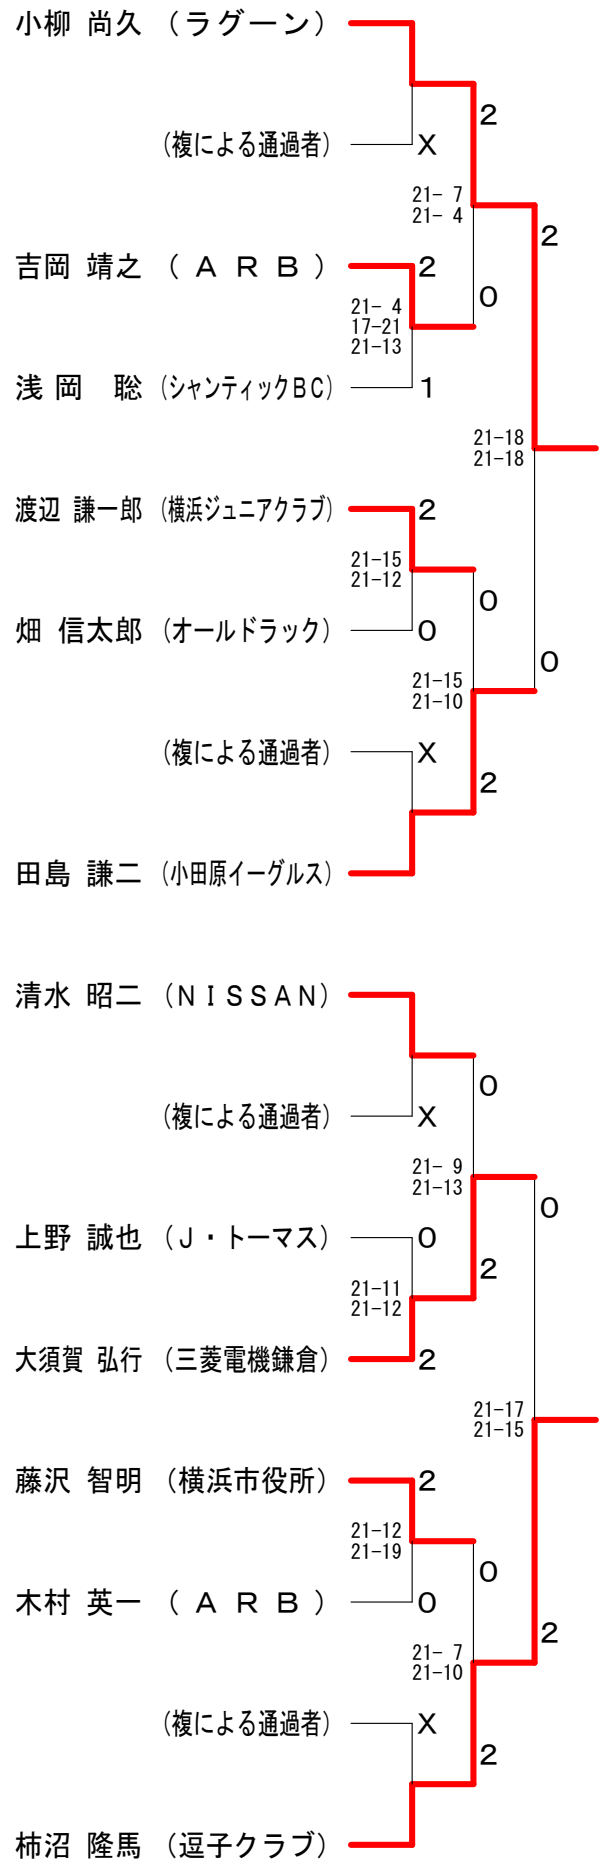 小柳 尚久 (ラグーン)
2
(複による通過者) X
21- 7
21- 4
2
吉岡 靖之 (ＡＲＢ) 2
0
21- 4
17-21
21-13
浅岡 聡 (シャンティックBC) 1
21-18
21-18
渡辺 謙一郎 (横浜ジュニアクラブ) 2
21-15
21-12
0
畑 信太郎 (オールドラック) 0
0
21-15
21-10
(複による通過者) X
2
田島 謙二 (小田原イーグルス)
清水 昭二 (NISSAN)
0
(複による通過者) X
21- 9
21-13
0
上野 誠也 (J・トーマス) 0
2
21-11
21-12
大須賀 弘行 (三菱電機鎌倉) 2
21-17
21-15
藤沢 智明 (横浜市役所) 2
21-12
21-19
0
木村 英一 (ＡＲＢ) 0
2
21- 7
21-10
(複による通過者) X
2
柿沼 隆馬 (逗子クラブ)